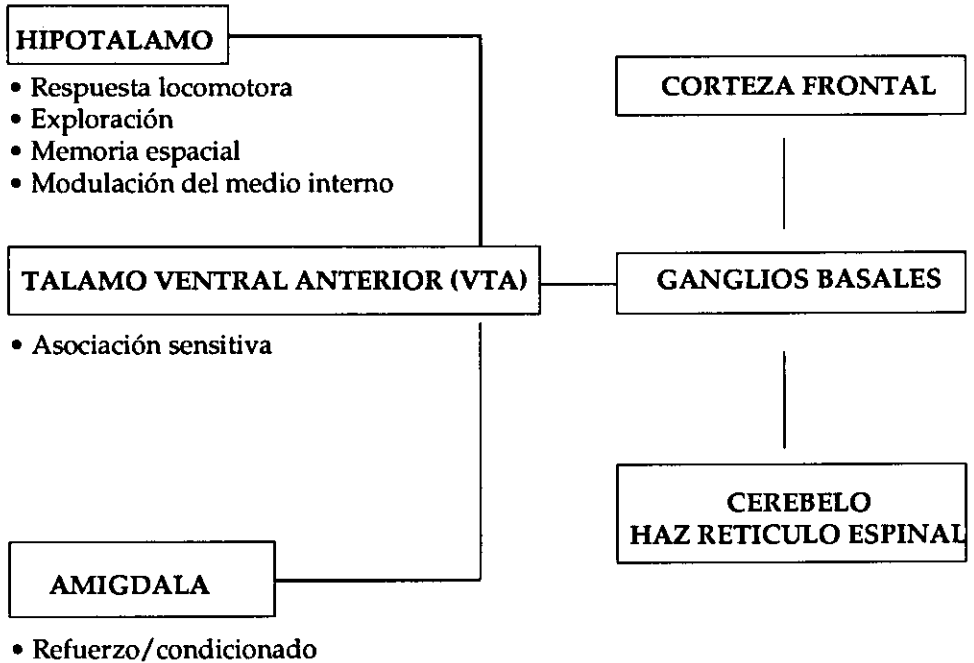 HIPOTALAMO
• Respuesta locomotora
• Exploración
• Memoria espacial
• Modulación del medio interno
TALAMO VENTRAL ANTERIOR (VTA)
• Asociación sensitiva
AMIGDALA
• Refuerzo/condicionado
CORTEZA FRONTAL
GANGLIOS BASALES
CEREBELO
HAZ RETICULO ESPINAL